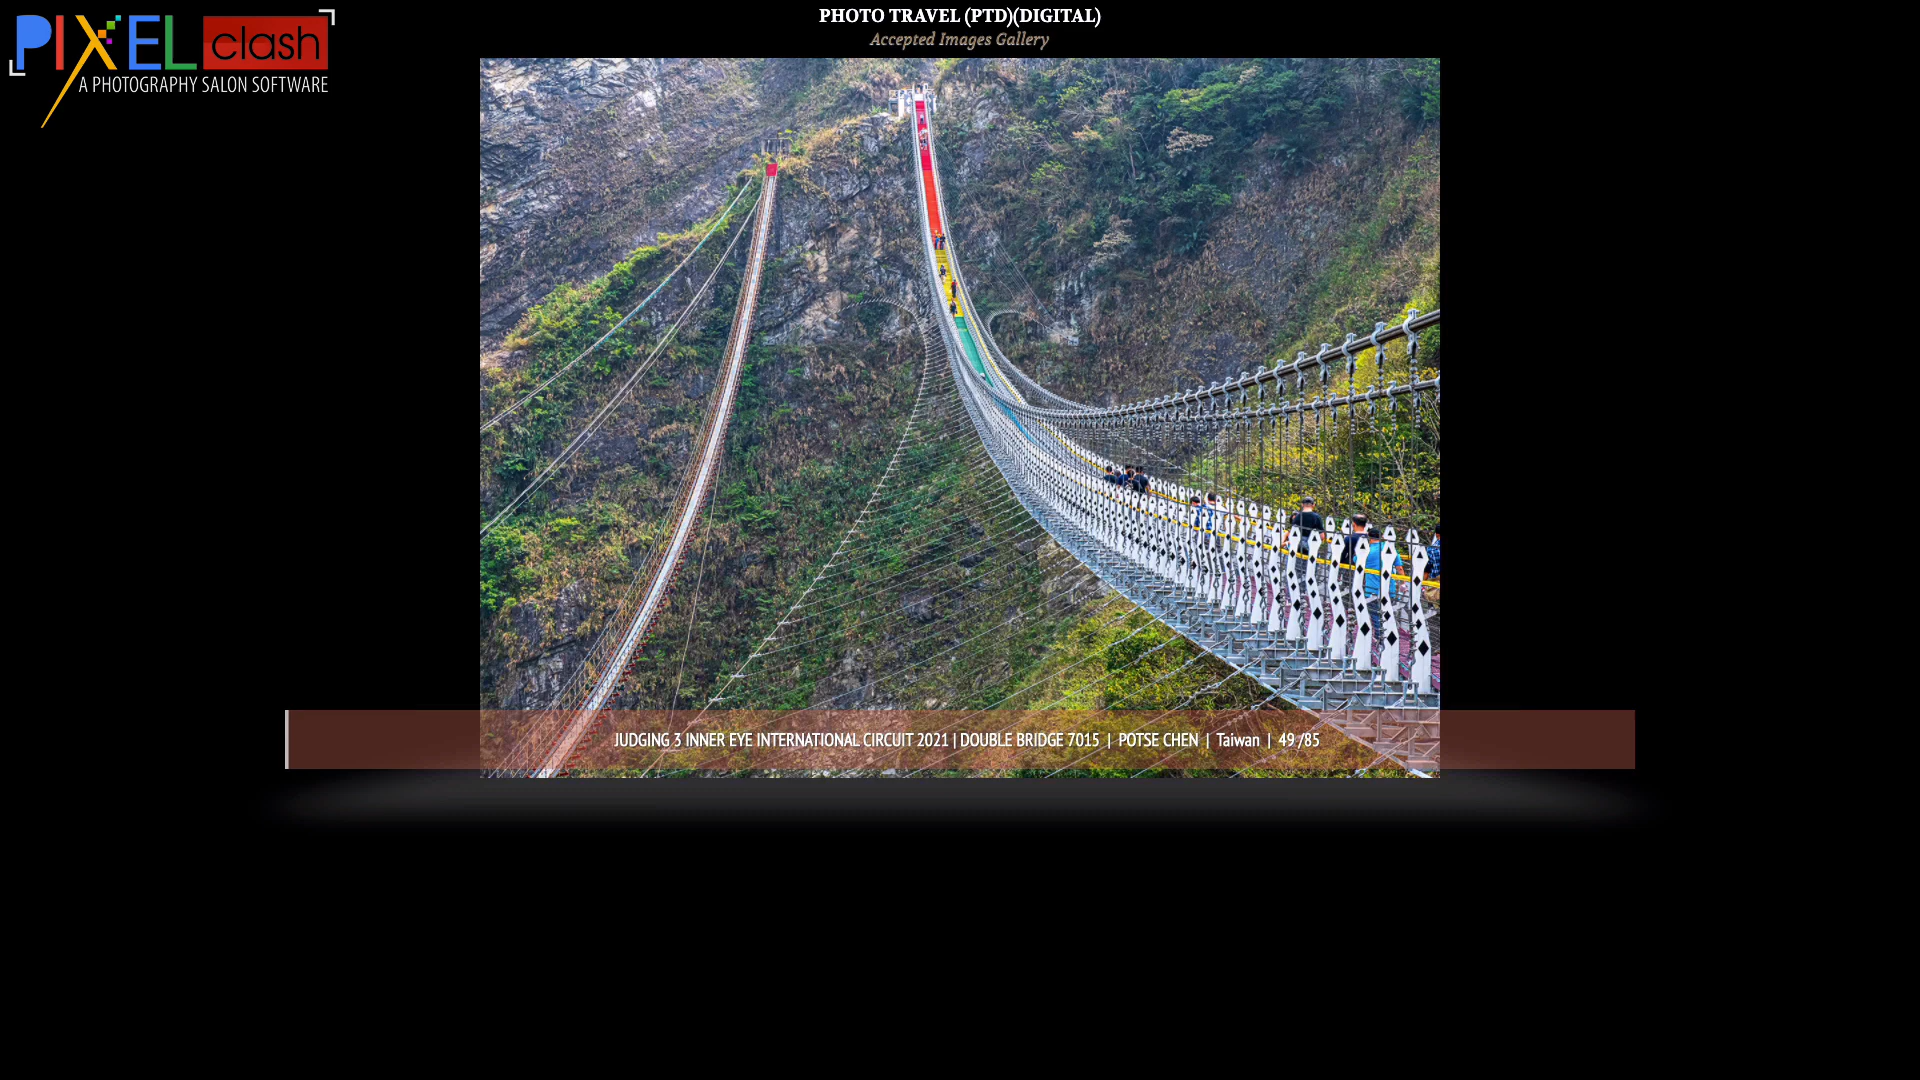 PIXEL clash
A PHOTOGRAPHY SALON SOFTWARE
PHOTO TRAVEL (PTD)(DIGITAL)
Accepted Images Gallery
JUDGING 3 INNER EYE INTERNATIONAL CIRCUIT 2021 | DOUBLE BRIDGE 7015 | POTSE CHEN | Taiwan | 49 /85